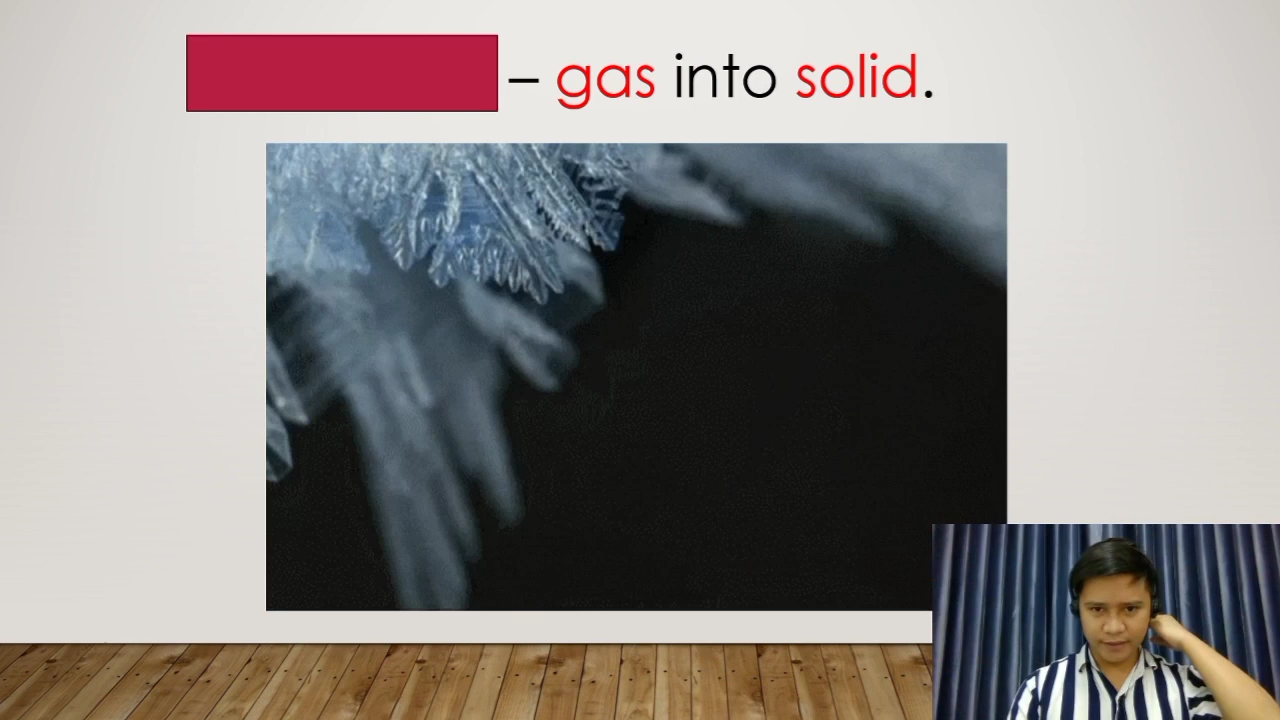 – gas into solid.